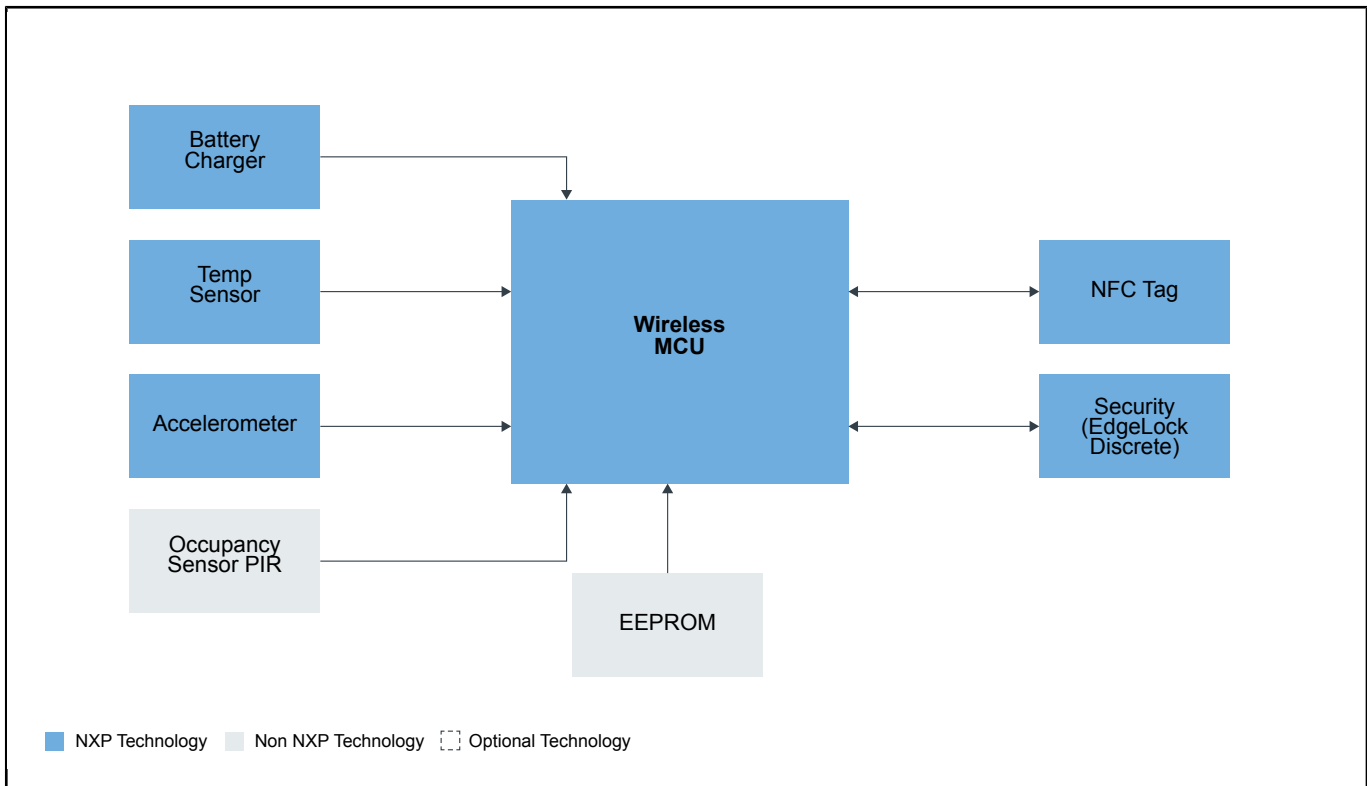 Battery
Charger
Temp
Sensor
Accelerometer
Occupancy
Sensor PIR
Wireless
MCU
EEPROM
NFC Tag
Security
(EdgeLock
Discrete)
NXP Technology
Non NXP Technology
Optional Technology